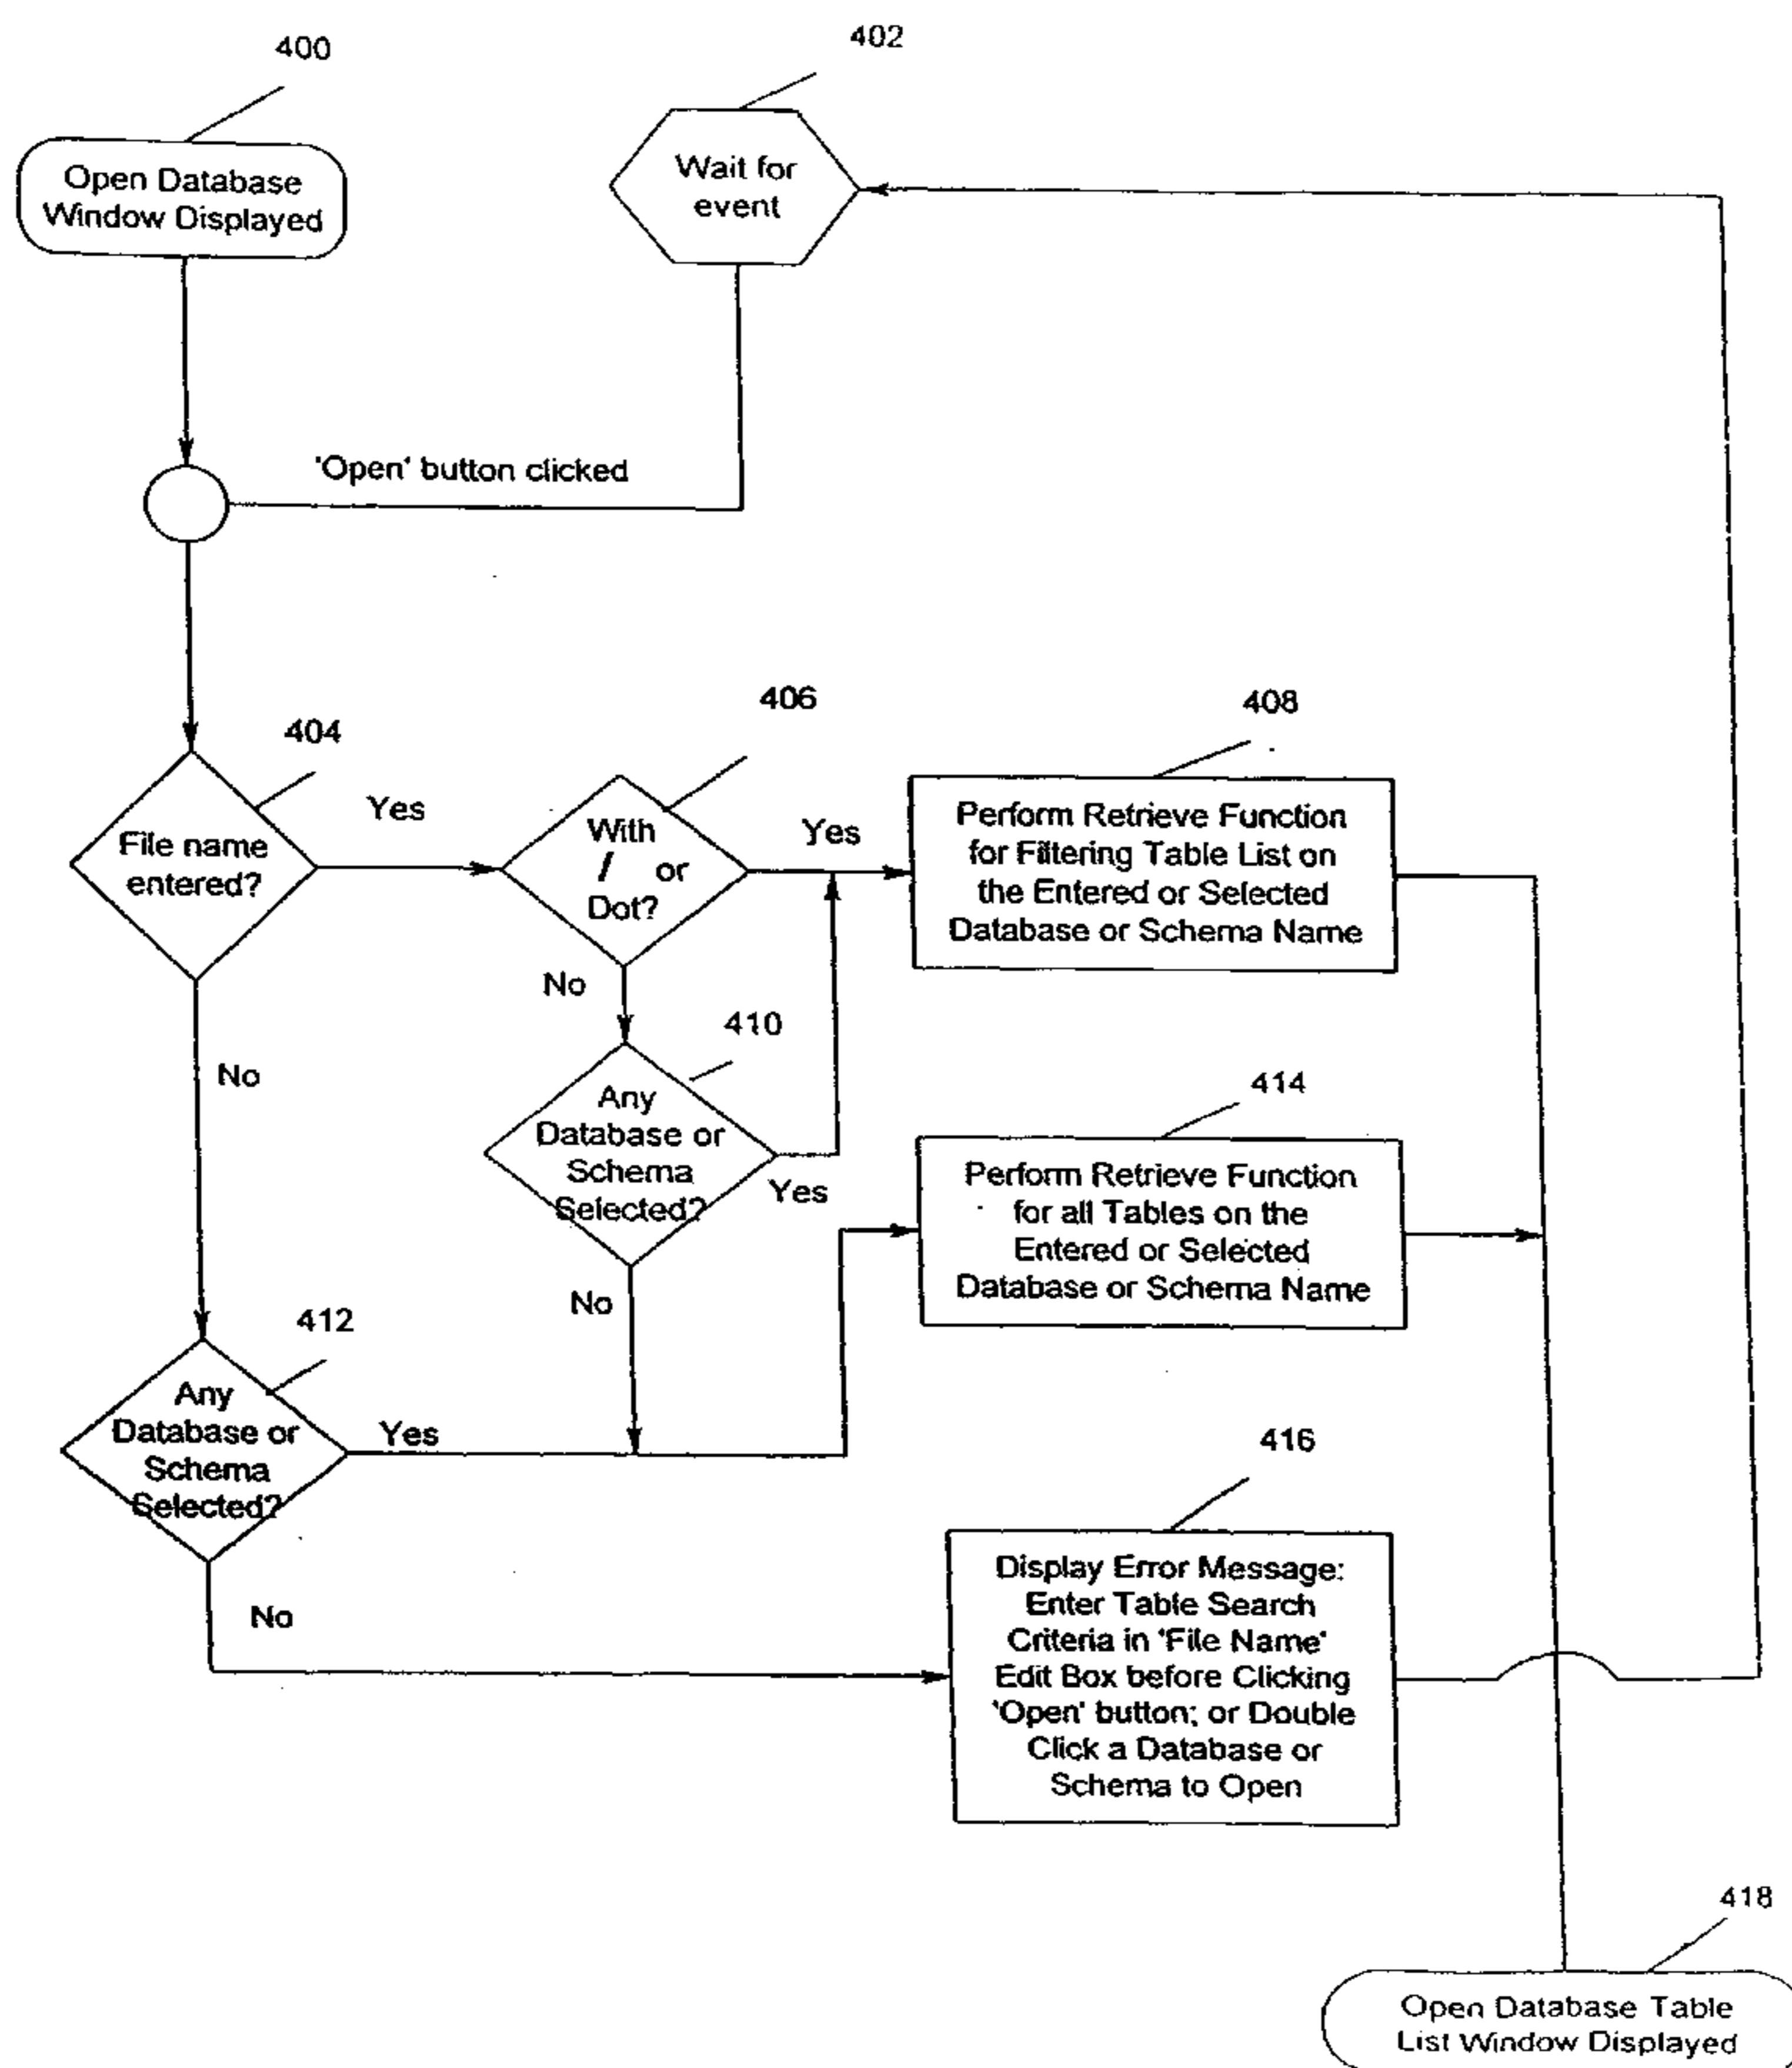 400
402
Open Database
Window Displayed
Wait for
event
'Open' button clicked
404
406
408
File name
entered?
Yes
With
/ or
Dot?
Yes
Perform Retrieve Function
for Filtering Table List on
the Entered or Selected
Database or Schema Name
No
No
410
Any
Database or
Schema
Selected?
Yes
No
414
Perform Retrieve Function
for all Tables on the
Entered or Selected
Database or Schema Name
412
Any
Database or
Schema
Selected?
Yes
No
416
Display Error Message:
Enter Table Search
Criteria in 'File Name'
Edit Box before Clicking
'Open' button; or Double
Click a Database or
Schema to Open
418
Open Database Table
List Window Displayed